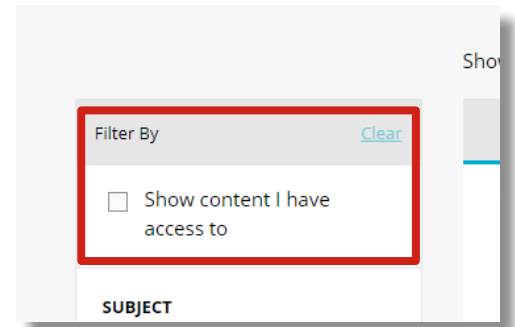 Show
Filter By Clear
Show content I have
access to
SUBJECT